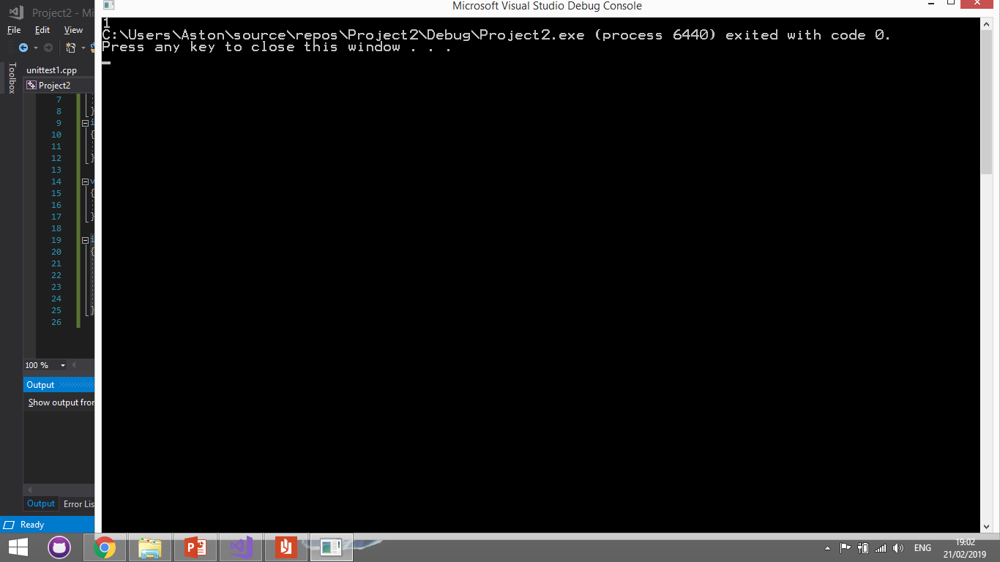 Project2 - Mi
Microsoft Visual Studio Debug Console
File Edit View
Toolbox
unittest1.cpp
Project2
1
C:\Users\Aston\source\repos\Project2\Debug\Project2.exe (process 6440) exited with code 0.
Press any key to close this window . . .
7
8 }
9 i
10 {
11
12 }
13
14 v
15 {
16
17 }
18
19 i
20 {
21
22
23
24
25 }
26
100 %
Output
Show output from
Output Error Lis
Ready
ENG
19:02
21/02/2019